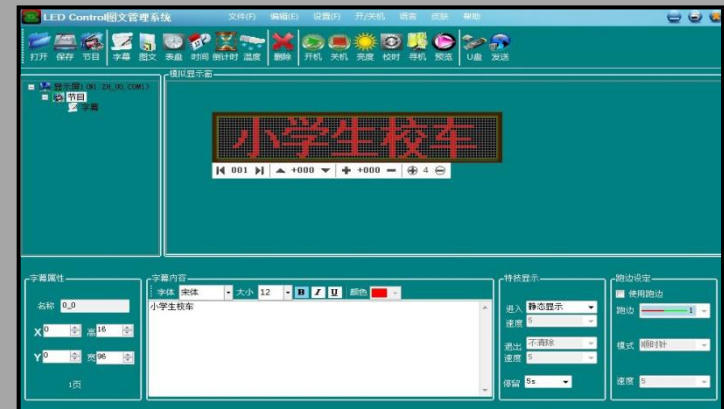 LED Control图文管理系统 文件(F) 编辑(E) 设置(F) 开/关机 语言 皮肤 帮助
打开 保存 节目 字幕 图文 表盘 时间 倒计时 温度 删除 开机 关机 亮度 校时 寻机 预览 U盘 发送
模拟显示窗
节目
字幕
小学生校车
001 +000 +000 4
字幕属性
名称 0_0
X 0 高 16
Y 0 宽 96
1页
字幕内容
字体 宋体 大小 12 B I U 颜色
小学生校车
特技显示
进入 静态显示
速度 5
退出 不清除
速度 5
停留 5s
跑边设定
使用跑边
跑边 1
模式 顺时针
速度 5